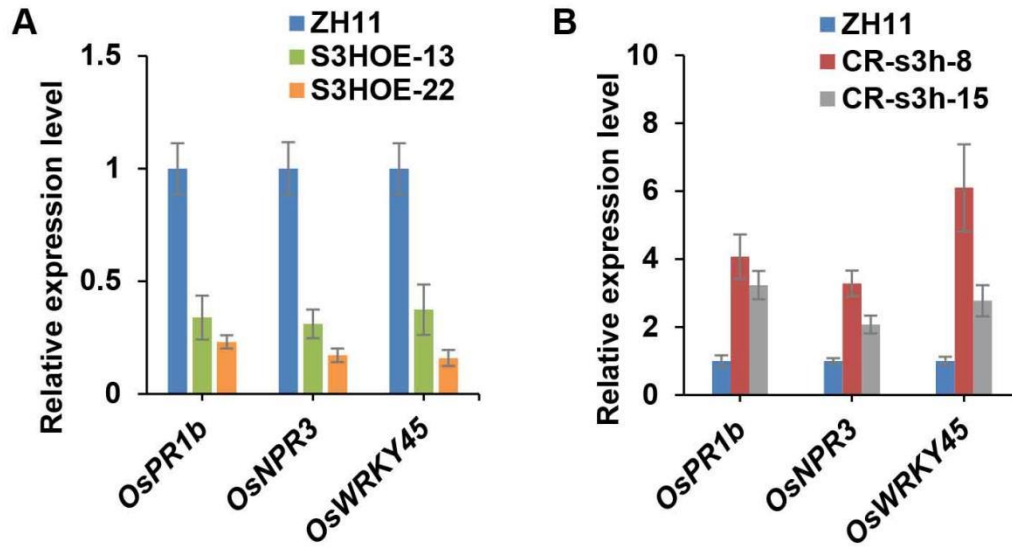 A
ZH11
S3HOE-13
S3HOE-22
Relative expression level
1.5
1
0.5
0
OsPR1b
OsNPR3
OsWRKY45
B
ZH11
CR-s3h-8
CR-s3h-15
Relative expression level
10
8
6
4
2
0
OsPR1b
OsNPR3
OsWRKY45